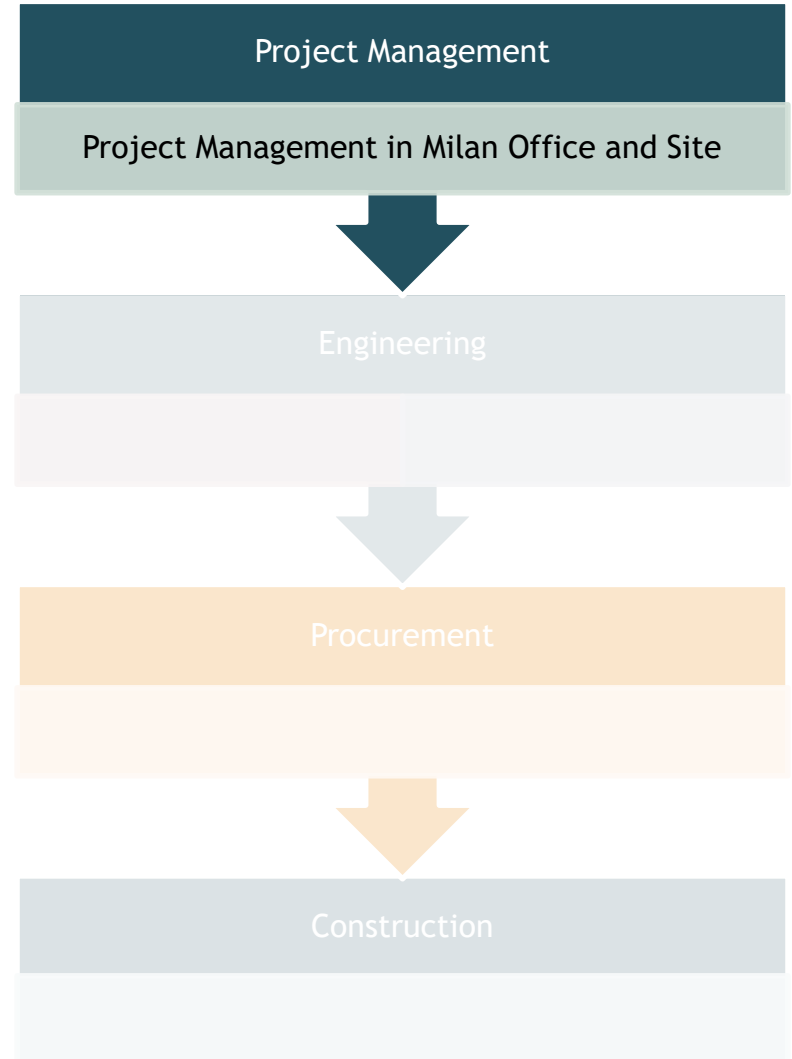 Project Management
Project Management in Milan Office and Site
Engineering
Procurement
Construction